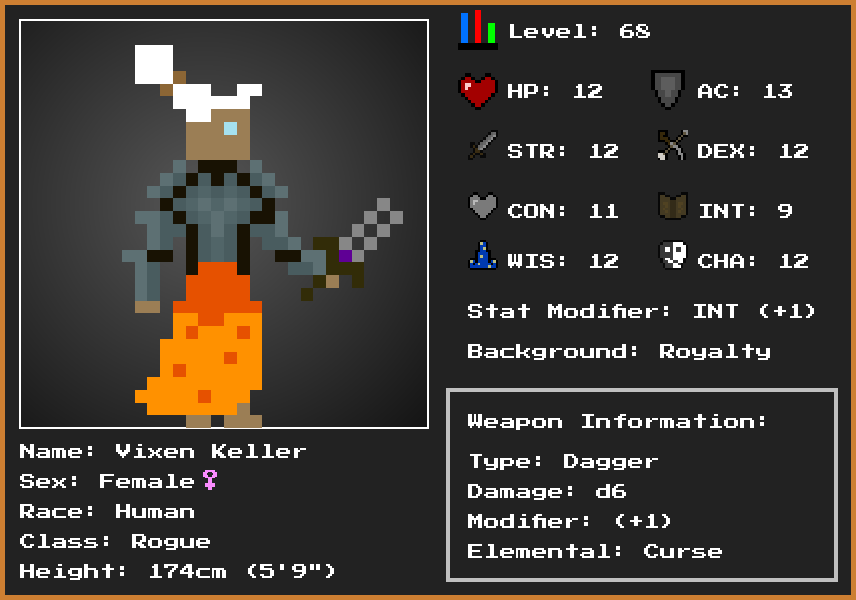 Level: 68
HP: 12
AC: 13
STR: 12
DEX: 12
CON: 11
INT: 9
WIS: 12
CHA: 12
Stat Modifier: INT (+1)
Background: Royalty
Name: Vixen Keller
Sex: Female♀
Race: Human
Class: Rogue
Height: 174cm (5'9")
Weapon Information:
Type: Dagger
Damage: d6
Modifier: (+1)
Elemental: Curse